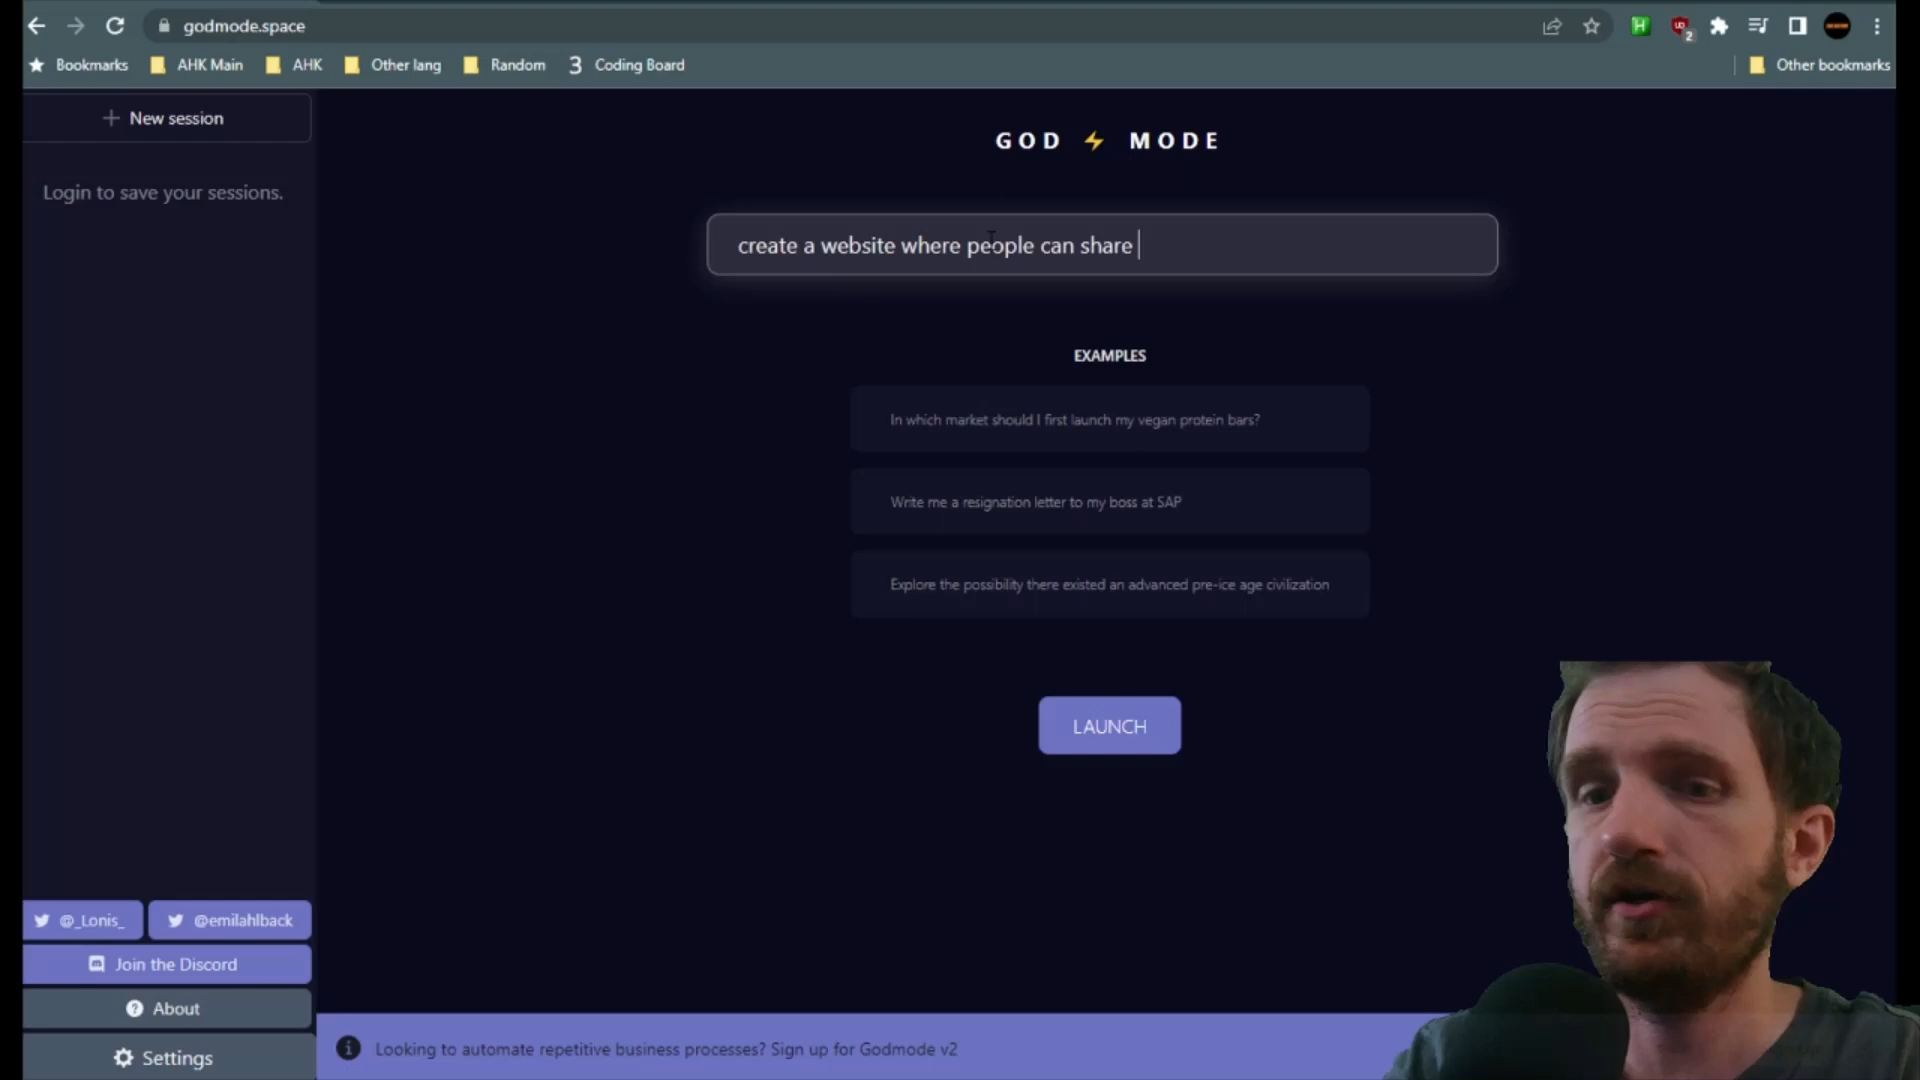 godmode.space
2
Bookmarks AHK Main AHK Other lang Random 3 Coding Board Other bookmarks
New session
GOD MODE
Login to save your sessions.
create a website where people can share
EXAMPLES
In which market should I first launch my vegan protein bars?
Write me a resignation letter to my boss at SAP
Explore the possibility there existed an advanced pre-ice age civilization
LAUNCH
@_Lonis_ @emilahlback
Join the Discord
About
Looking to automate repetitive business processes? Sign up for Godmode v2
Settings